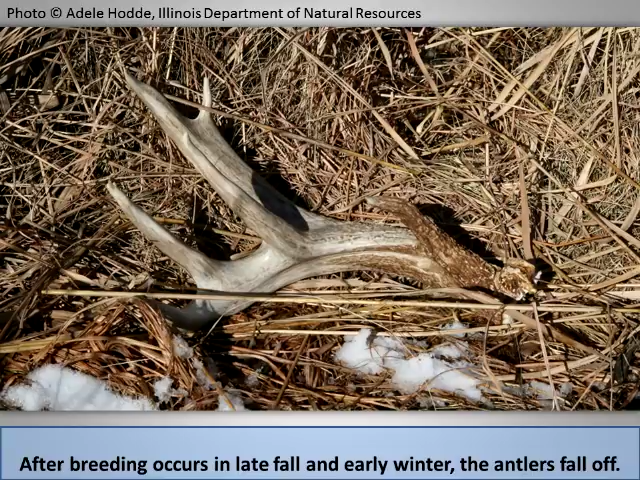 Photo © Adele Hodde, Illinois Department of Natural Resources
After breeding occurs in late fall and early winter, the antlers fall off.